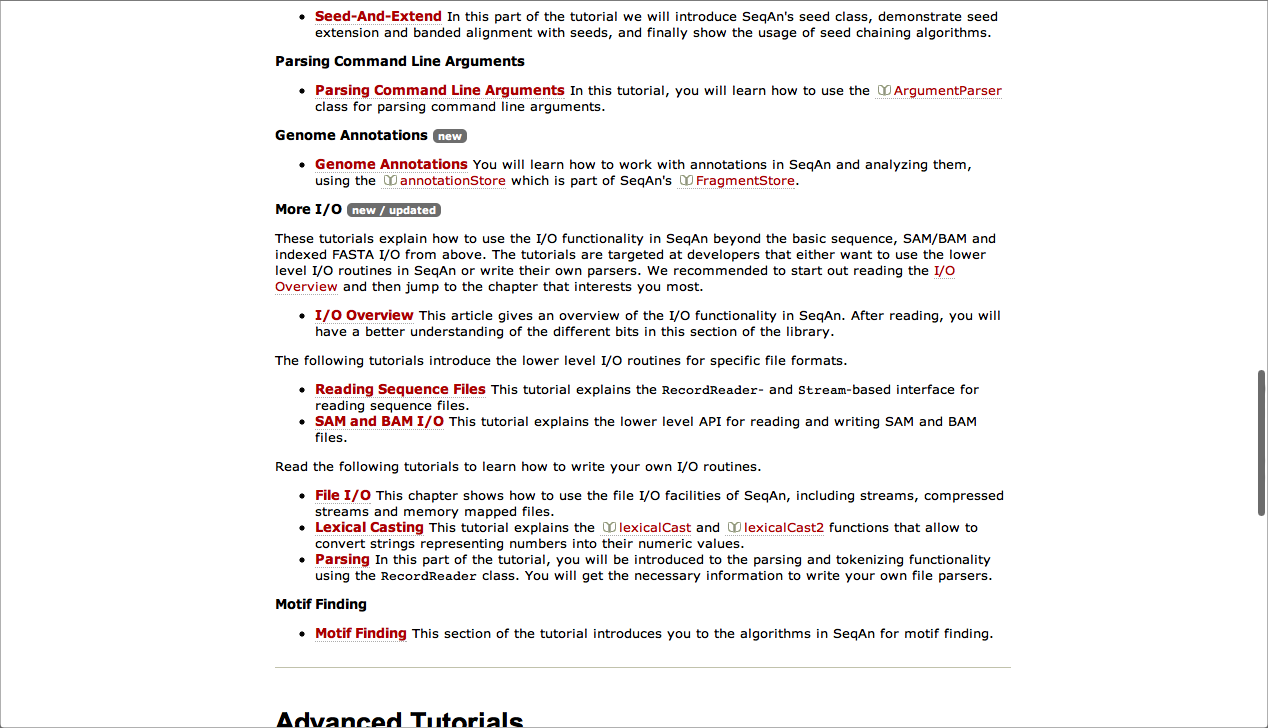 Seed-And-Extend In this part of the tutorial we will introduce SeqAn's seed class, demonstrate seed
extension and banded alignment with seeds, and finally show the usage of seed chaining algorithms.
Parsing Command Line Arguments
Parsing Command Line Arguments In this tutorial, you will learn how to use the ArgumentParser
class for parsing command line arguments.
Genome Annotations new
Genome Annotations You will learn how to work with annotations in SeqAn and analyzing them,
using the annotationStore which is part of SeqAn's FragmentStore.
More I/O new / updated
These tutorials explain how to use the I/O functionality in SeqAn beyond the basic sequence, SAM/BAM and
indexed FASTA I/O from above. The tutorials are targeted at developers that either want to use the lower
level I/O routines in SeqAn or write their own parsers. We recommended to start out reading the I/O
Overview and then jump to the chapter that interests you most.
I/O Overview This article gives an overview of the I/O functionality in SeqAn. After reading, you will
have a better understanding of the different bits in this section of the library.
The following tutorials introduce the lower level I/O routines for specific file formats.
Reading Sequence Files This tutorial explains the RecordReader- and Stream-based interface for
reading sequence files.
SAM and BAM I/O This tutorial explains the lower level API for reading and writing SAM and BAM
files.
Read the following tutorials to learn how to write your own I/O routines.
File I/O This chapter shows how to use the file I/O facilities of SeqAn, including streams, compressed
streams and memory mapped files.
Lexical Casting This tutorial explains the lexicalCast and lexicalCast2 functions that allow to
convert strings representing numbers into their numeric values.
Parsing In this part of the tutorial, you will be introduced to the parsing and tokenizing functionality
using the RecordReader class. You will get the necessary information to write your own file parsers.
Motif Finding
Motif Finding This section of the tutorial introduces you to the algorithms in SeqAn for motif finding.
Advanced Tutorials